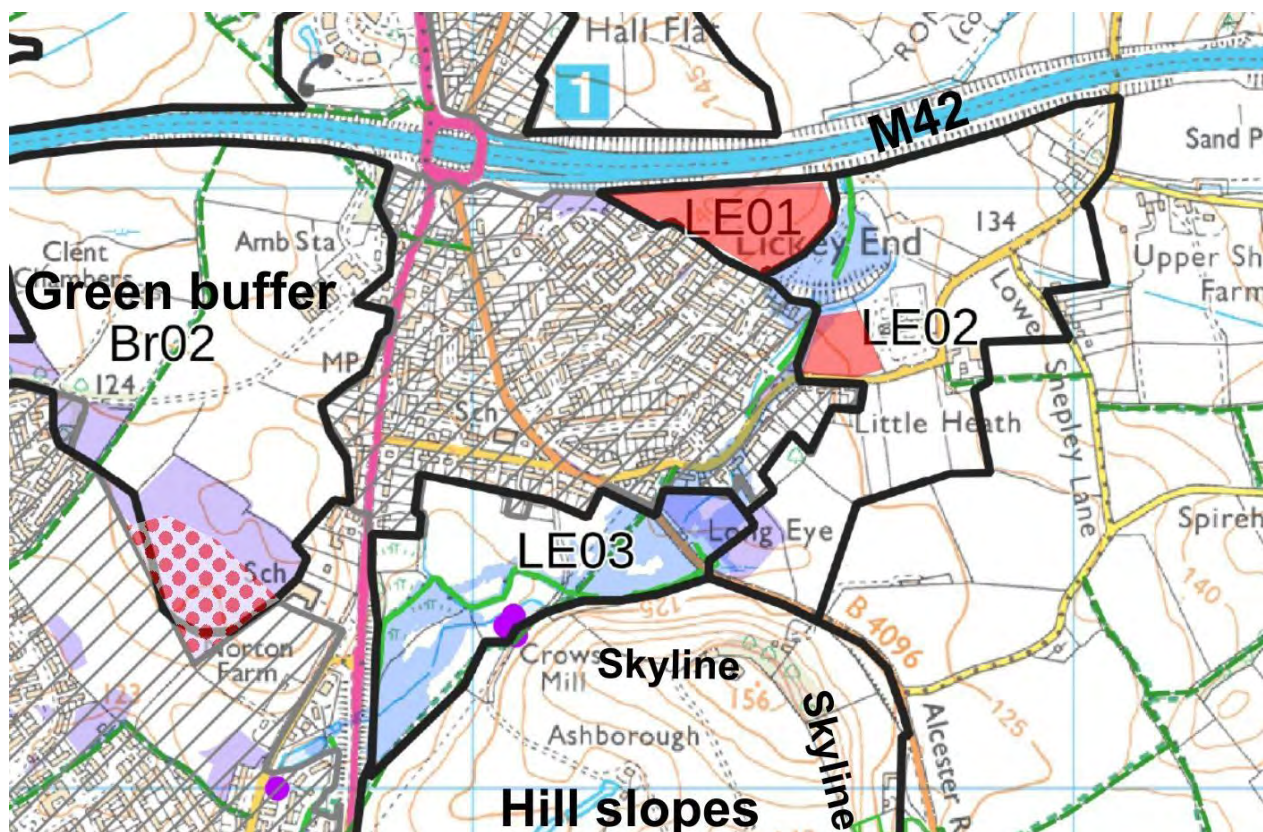 Hall Fla
1
145
M42
Sand P
LE01
Lickey End
134
Amb Sta
Clent
Chambers
Upper Sh
Farm
Green buffer
Br02
Lowe
LE02
MP
124
Sch
Shepley Lane
Little Heath
Long Eye
Spireh
LE03
Sch
140
125
B 4096
Norton
Farm
Crows
Mill
Skyline
156
Skyline
123
125
Ashborough
Alcester R
Hill slopes